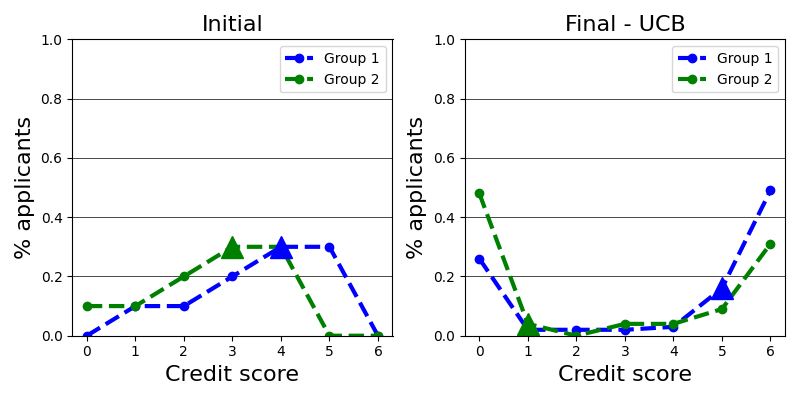 Initial
1.0
0.8
0.6
0.4
0.2
0.0
% applicants
Group 1
Group 2
0 1 2 3 4 5 6
Credit score
Final - UCB
1.0
0.8
0.6
0.4
0.2
0.0
% applicants
Group 1
Group 2
0 1 2 3 4 5 6
Credit score